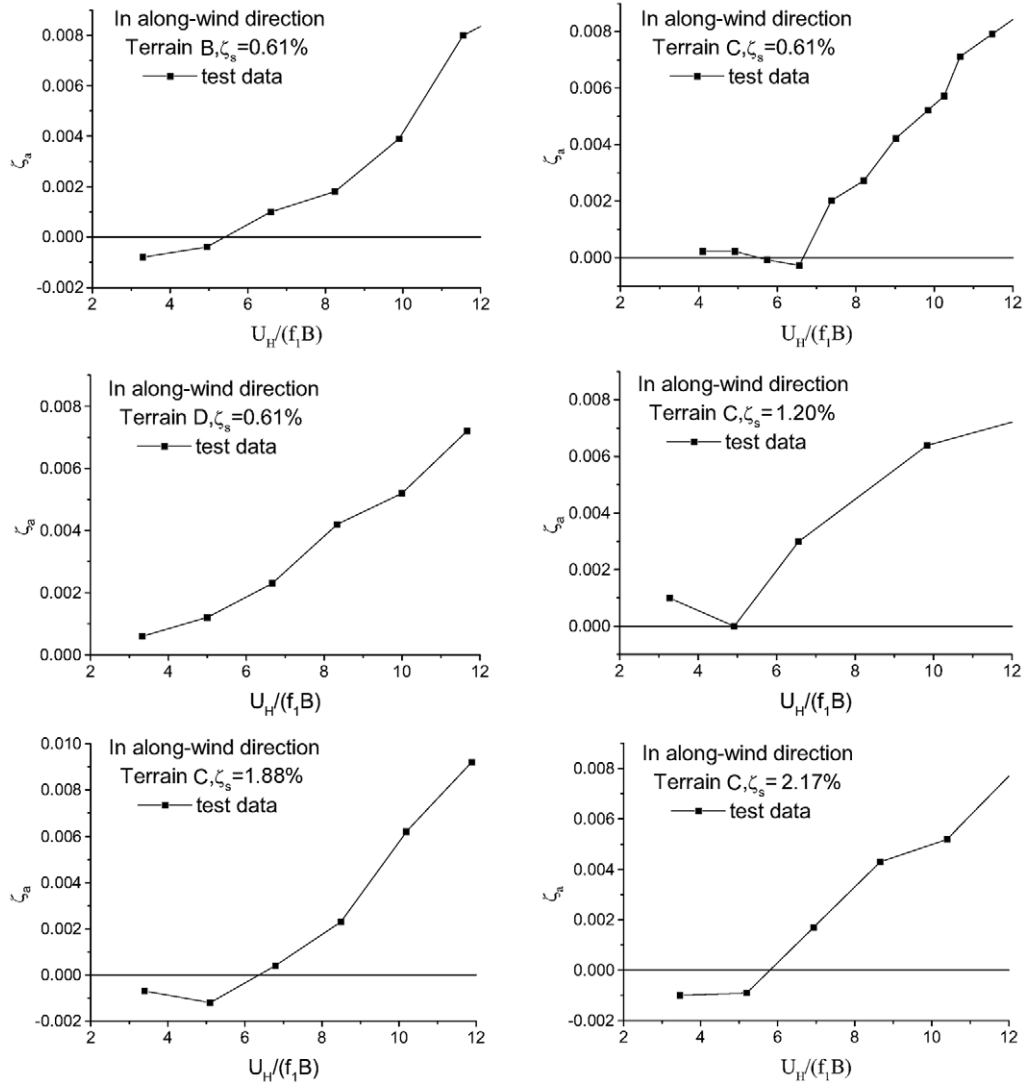 In along-wind direction
Terrain B,ζs=0.61%
test data
0.008
0.006
0.004
0.002
0.000
-0.002
ζa
2 4 6 8 10 12
UH/(f1B)
In along-wind direction
Terrain C,ζs=0.61%
test data
0.008
0.006
0.004
0.002
0.000
ζa
2 4 6 8 10 12
UH/(f1B)
In along-wind direction
Terrain D,ζs=0.61%
test data
0.008
0.006
0.004
0.002
0.000
ζa
2 4 6 8 10 12
UH/(f1B)
In along-wind direction
Terrain C,ζs=1.20%
test data
0.008
0.006
0.004
0.002
0.000
ζa
2 4 6 8 10 12
UH/(f1B)
In along-wind direction
Terrain C,ζs=1.88%
test data
0.010
0.008
0.006
0.004
0.002
0.000
-0.002
ζa
2 4 6 8 10 12
UH/(f1B)
In along-wind direction
Terrain C,ζs=2.17%
test data
0.008
0.006
0.004
0.002
0.000
-0.002
ζa
2 4 6 8 10 12
UH/(f1B)